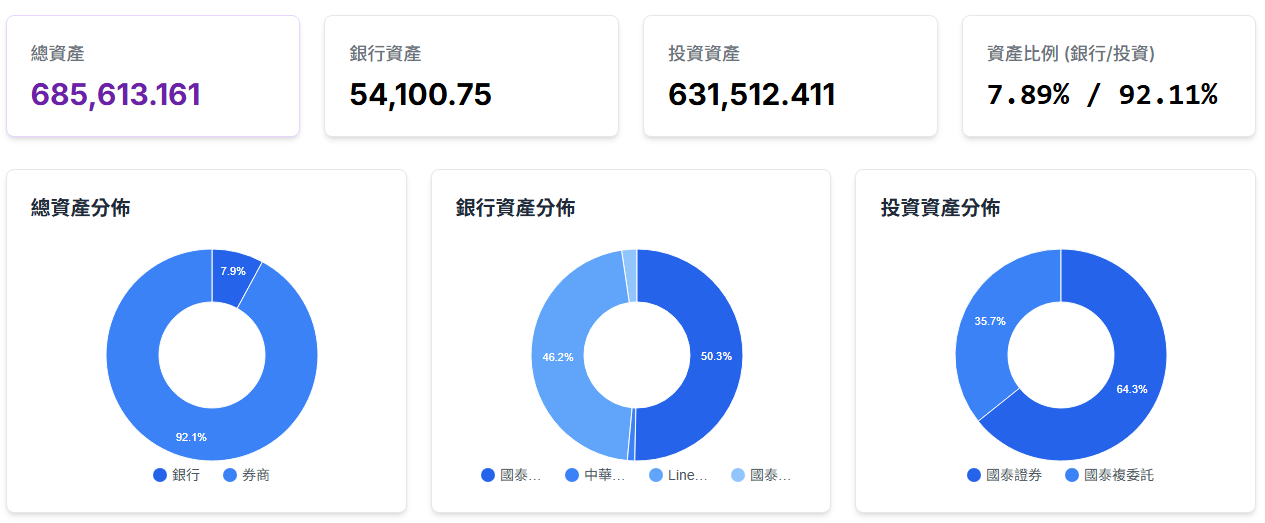 總資產
685,613.161
銀行資產
54,100.75
投資資產
631,512.411
資產比例 (銀行/投資)
7.89% / 92.11%
總資產分佈
7.9%
92.1%
銀行 券商
銀行資產分佈
46.2%
50.3%
國泰… 中華… Line… 國泰…
投資資產分佈
35.7%
64.3%
國泰證券 國泰複委託